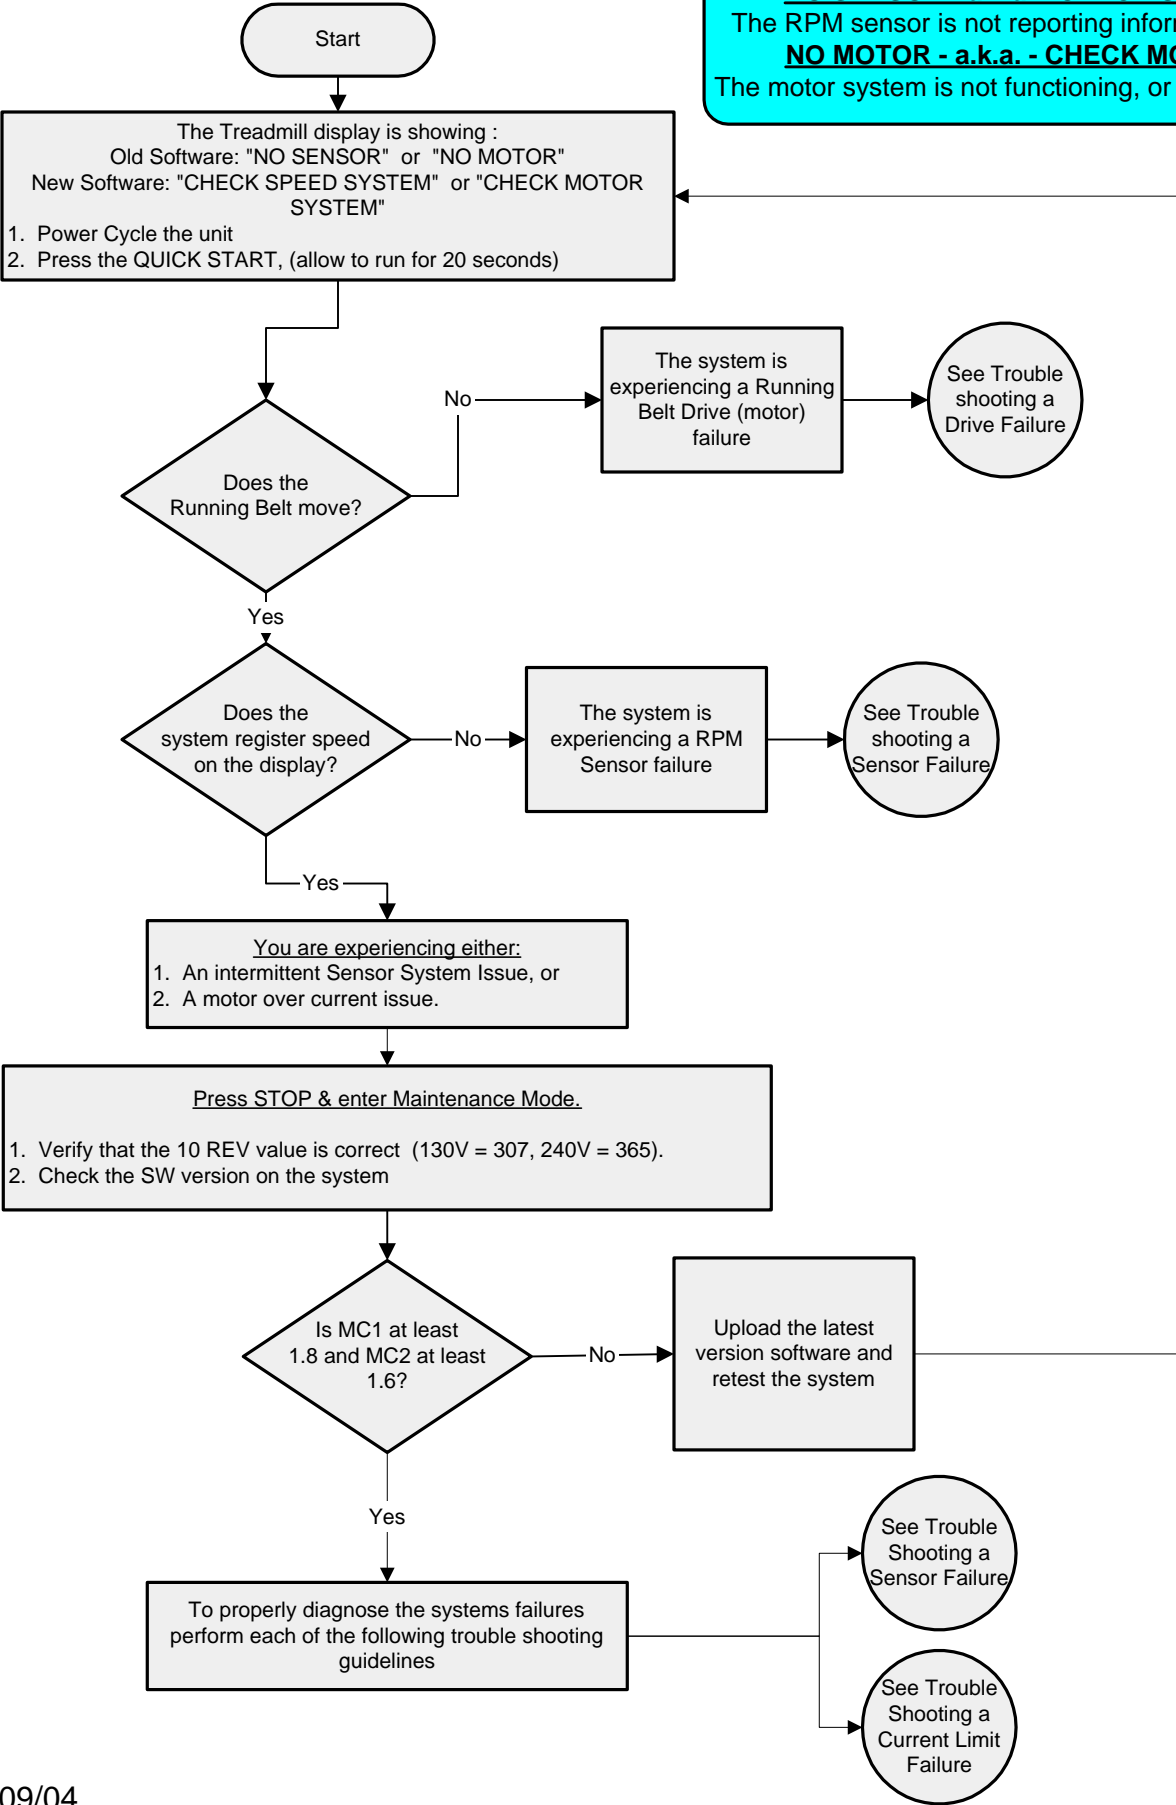 Start
The RPM sensor is not reporting
NO MOTOR - a.k.a. - CHECK
The motor system is not functioning, or
The Treadmill display is showing :
Old Software: "NO SENSOR" or "NO MOTOR"
New Software: "CHECK SPEED SYSTEM" or "CHECK MOTOR
SYSTEM"
1. Power Cycle the unit
2. Press the QUICK START, (allow to run for 20 seconds)
Does the
Running Belt move?
No
The system is
experiencing a Running
Belt Drive (motor)
failure
See Trouble
shooting a
Drive Failure
Yes
Does the
system register speed
on the display?
No
The system is
experiencing a RPM
Sensor failure
See Trouble
shooting a
Sensor Failure
Yes
You are experiencing either:
1. An intermittent Sensor System Issue, or
2. A motor over current issue.
Press STOP & enter Maintenance Mode.
1. Verify that the 10 REV value is correct (130V = 307, 240V = 365).
2. Check the SW version on the system
Is MC1 at least
1.8 and MC2 at least
1.6?
No
Upload the latest
version software and
retest the system
Yes
To properly diagnose the systems failures
perform each of the following trouble shooting
guidelines
See Trouble
Shooting a
Sensor Failure
See Trouble
Shooting a
Current Limit
Failure
09/04